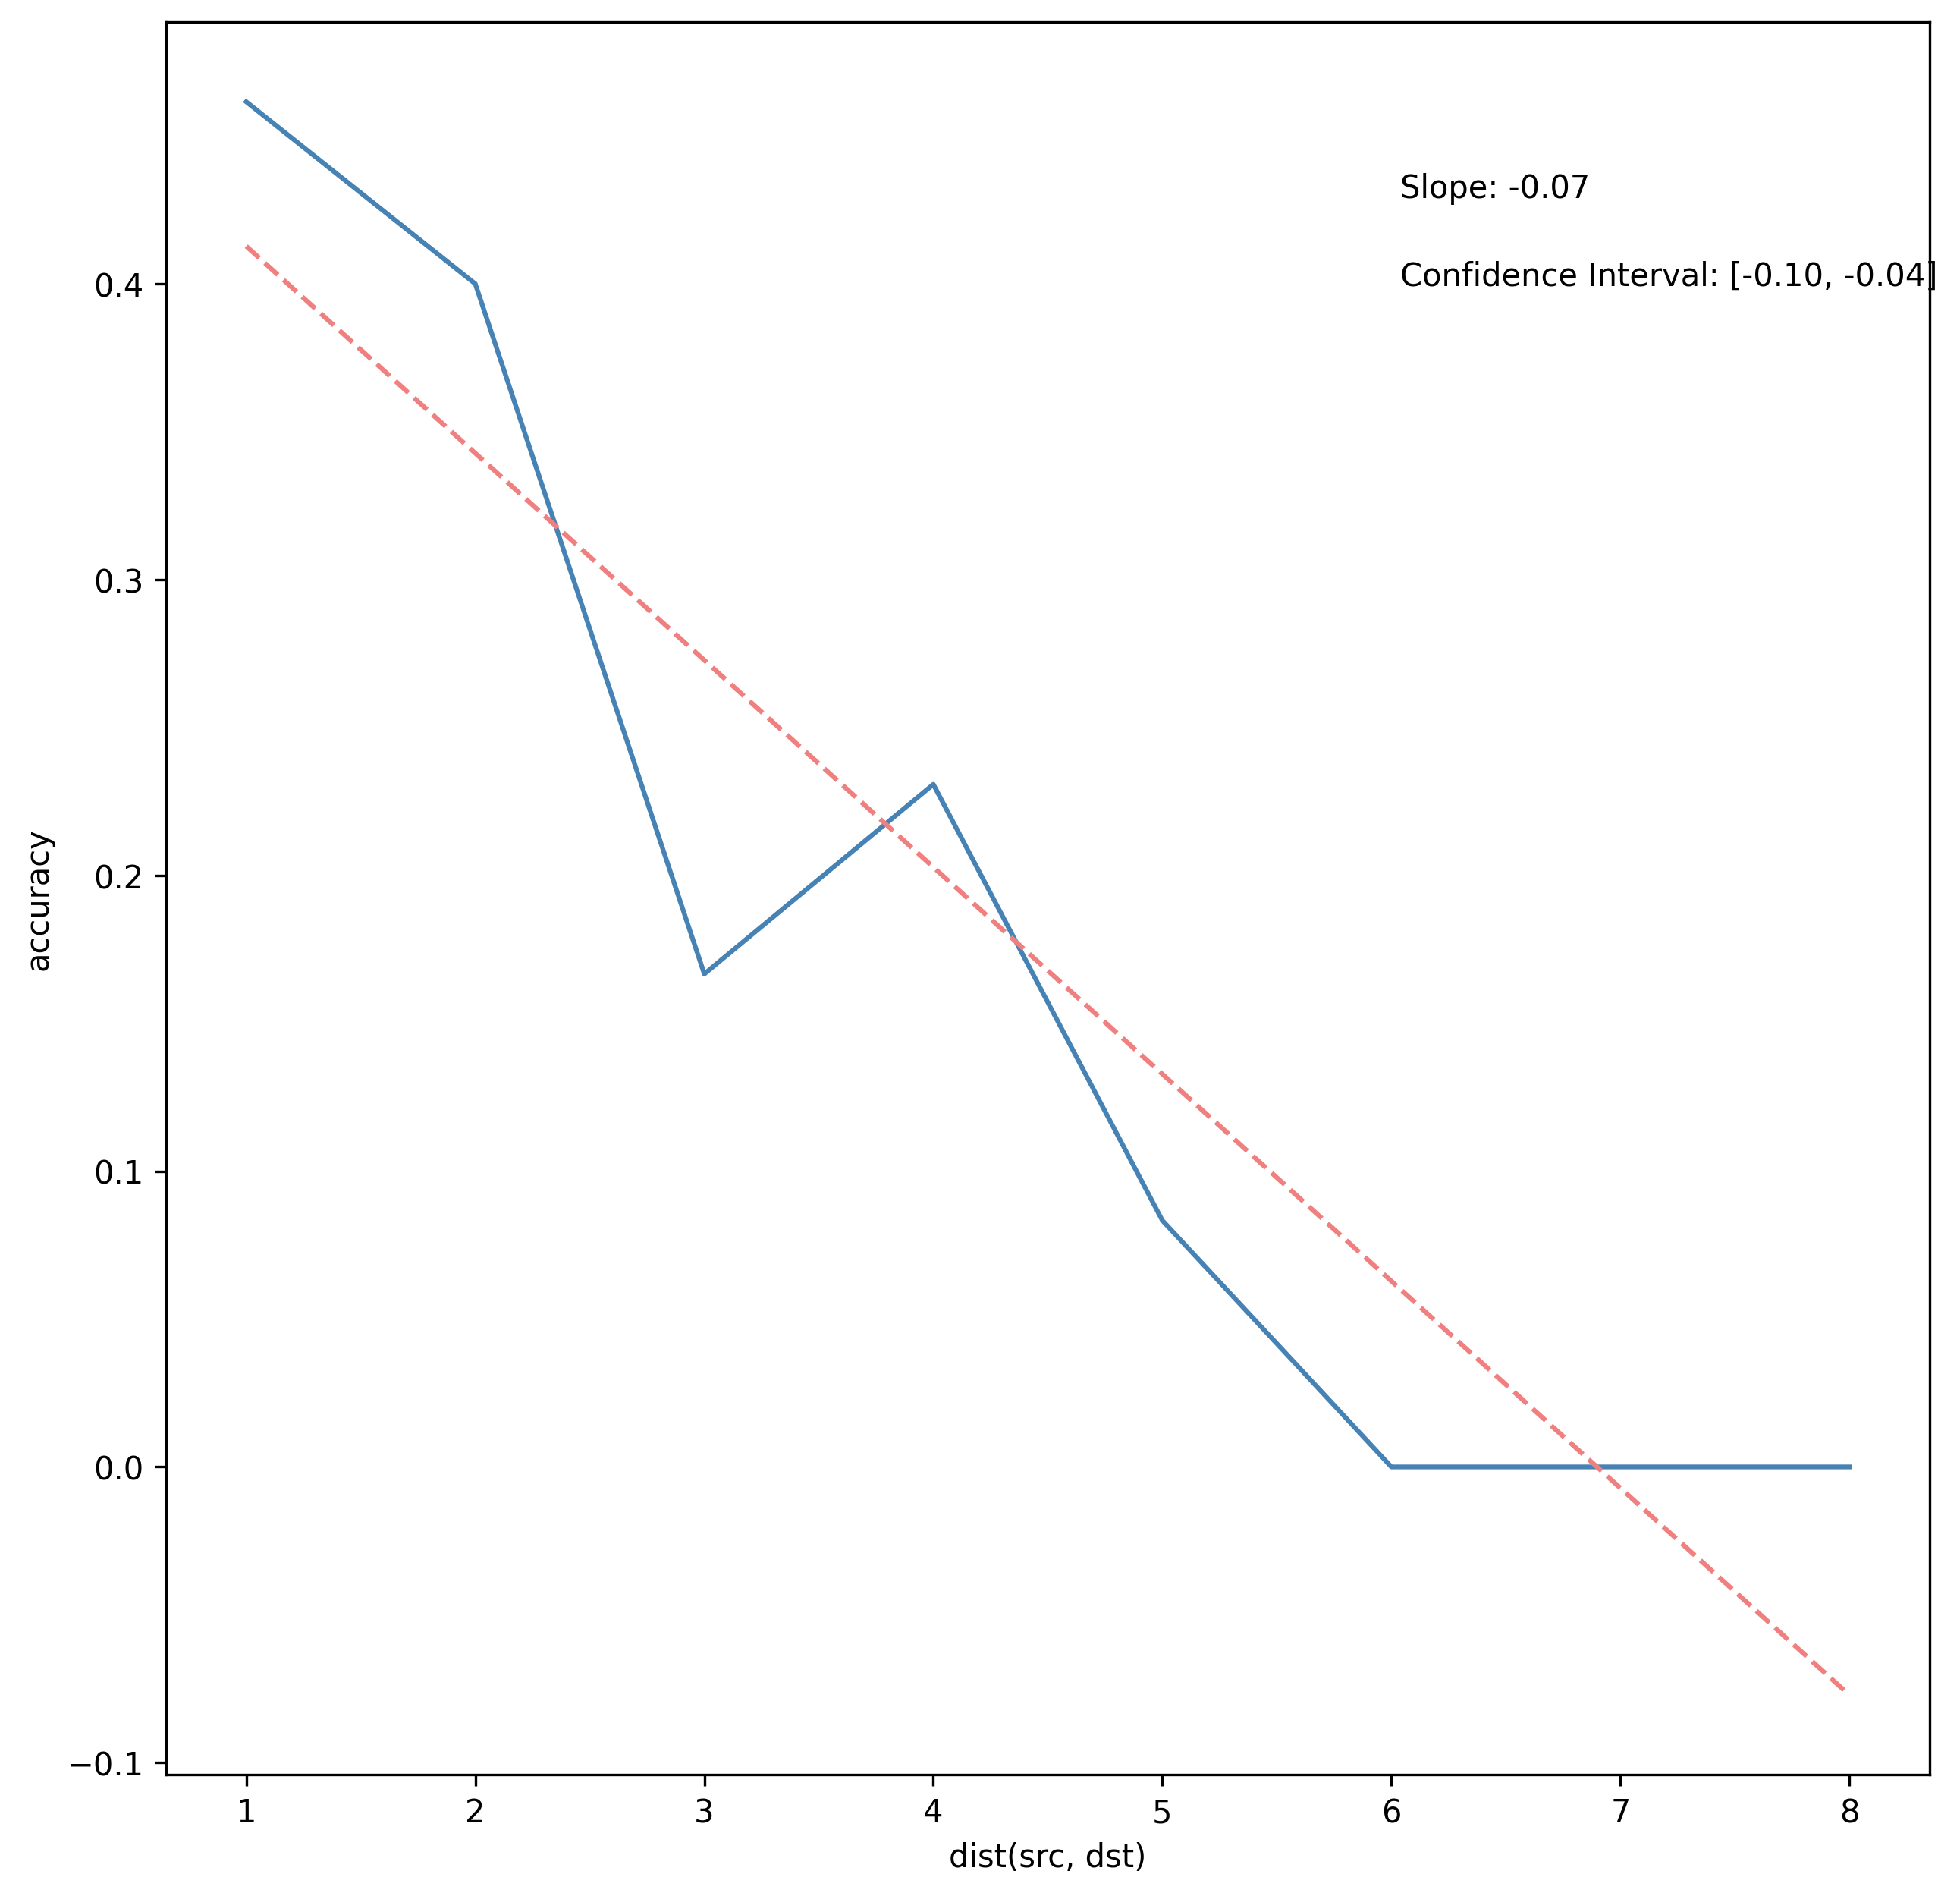 Slope: -0.07
Confidence Interval: [-0.10, -0.04]
0.4
0.3
0.2
0.1
0.0
−0.1
accuracy
1 2 3 4 5 6 7 8
dist(src, dst)